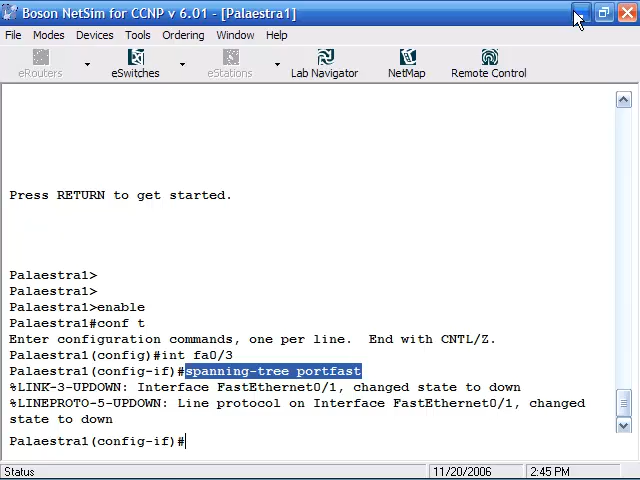 Boson NetSim for CCNP v 6.01 - [Palaestra1]
File Modes Devices Tools Ordering Window Help
eRouters eSwitches eStations Lab Navigator NetMap Remote Control
Press RETURN to get started.
Palaestra1>
Palaestra1>
Palaestra1>enable
Palaestra1#conf t
Enter configuration commands, one per line.  End with CNTL/Z.
Palaestra1(config)#int fa0/3
Palaestra1(config-if)#spanning-tree portfast
%LINK-3-UPDOWN: Interface FastEthernet0/1, changed state to down
%LINEPROTO-5-UPDOWN: Line protocol on Interface FastEthernet0/1, changed
state to down
Palaestra1(config-if)#
Status 11/20/2006 2:45 PM